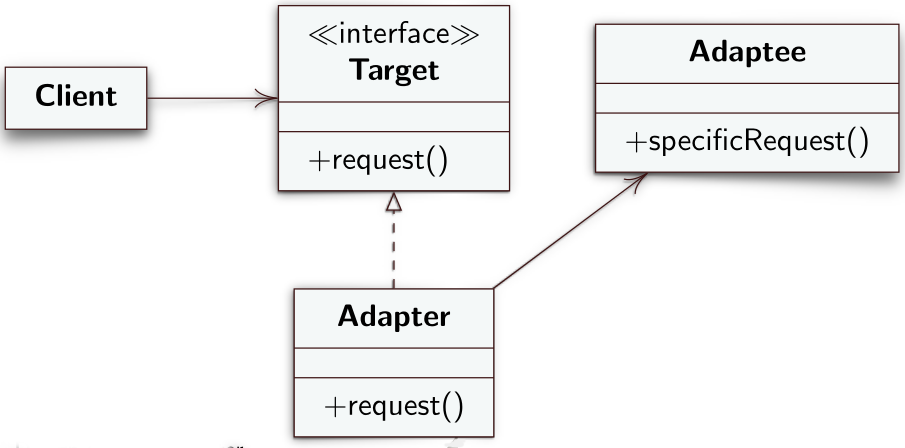 ≪interface≫
Target
Client
+request()
Adaptee
+specificRequest()
Adapter
+request()